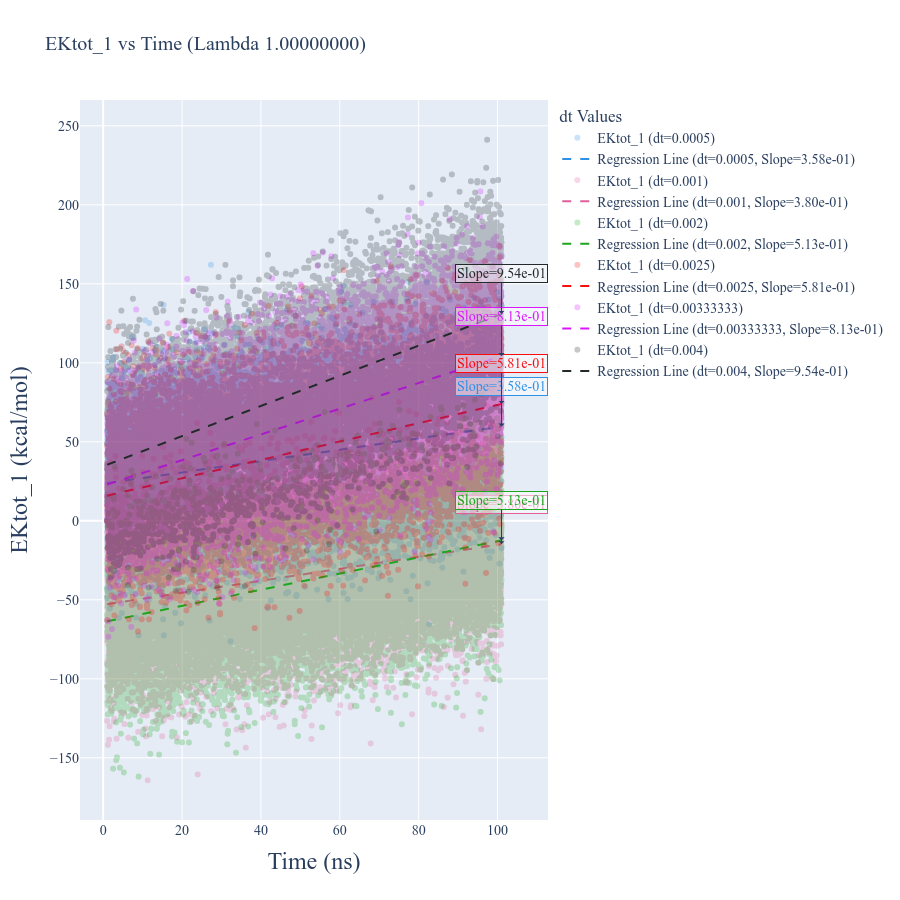 EKtot_1 vs Time (Lambda 1.00000000)
dt Values
EKtot_1 (dt=0.0005)
Regression Line (dt=0.0005, Slope=3.58e-01)
EKtot_1 (dt=0.001)
Regression Line (dt=0.001, Slope=3.80e-01)
EKtot_1 (dt=0.002)
Regression Line (dt=0.002, Slope=5.13e-01)
EKtot_1 (dt=0.0025)
Regression Line (dt=0.0025, Slope=5.81e-01)
EKtot_1 (dt=0.00333333)
Regression Line (dt=0.00333333, Slope=8.13e-01)
EKtot_1 (dt=0.004)
Regression Line (dt=0.004, Slope=9.54e-01)
250
200
150
100
50
0
−50
−100
−150
EKtot_1 (kcal/mol)
Slope=9.54e-01
Slope=8.13e-01
Slope=5.81e-01
Slope=3.58e-01
Slope=5.13e-01
0 20 40 60 80 100
Time (ns)